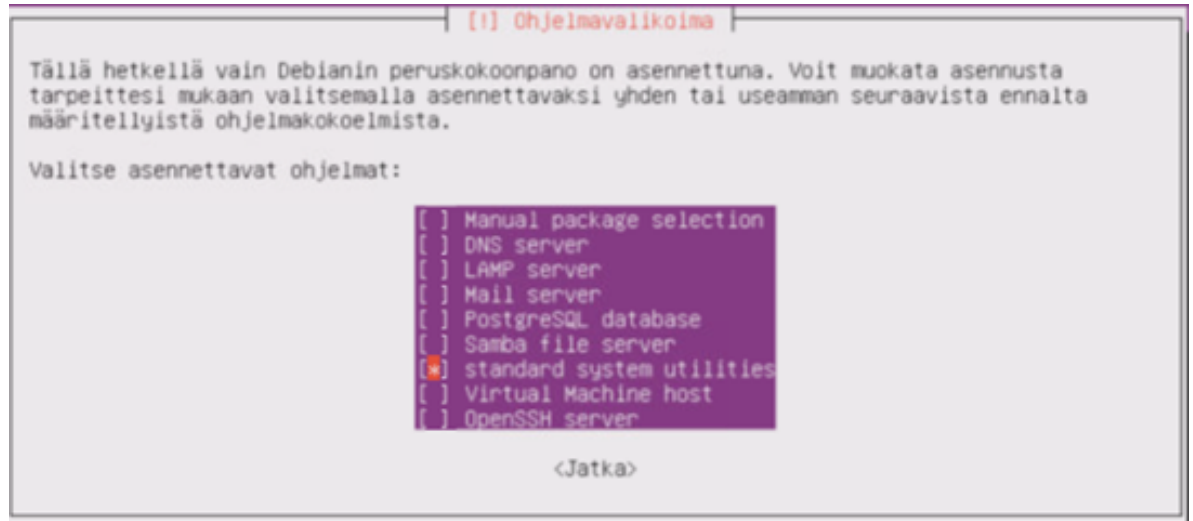 [!] Ohjelmavalikoima
Tällä hetkellä vain Debianin peruskokoonpano on asennettuna. Voit muokata asennusta
tarpeittesi mukaan valitsemalla asennettavaksi yhden tai useamman seuraavista ennalta
määritellyistä ohjelmakokoelmista.
Valitse asennettavat ohjelmat:
[ ] Manual package selection
[ ] DNS server
[ ] LAMP server
[ ] Mail server
[ ] PostgreSQL database
[ ] Samba file server
[*] standard system utilities
[ ] Virtual Machine host
[ ] OpenSSH server
<Jatka>